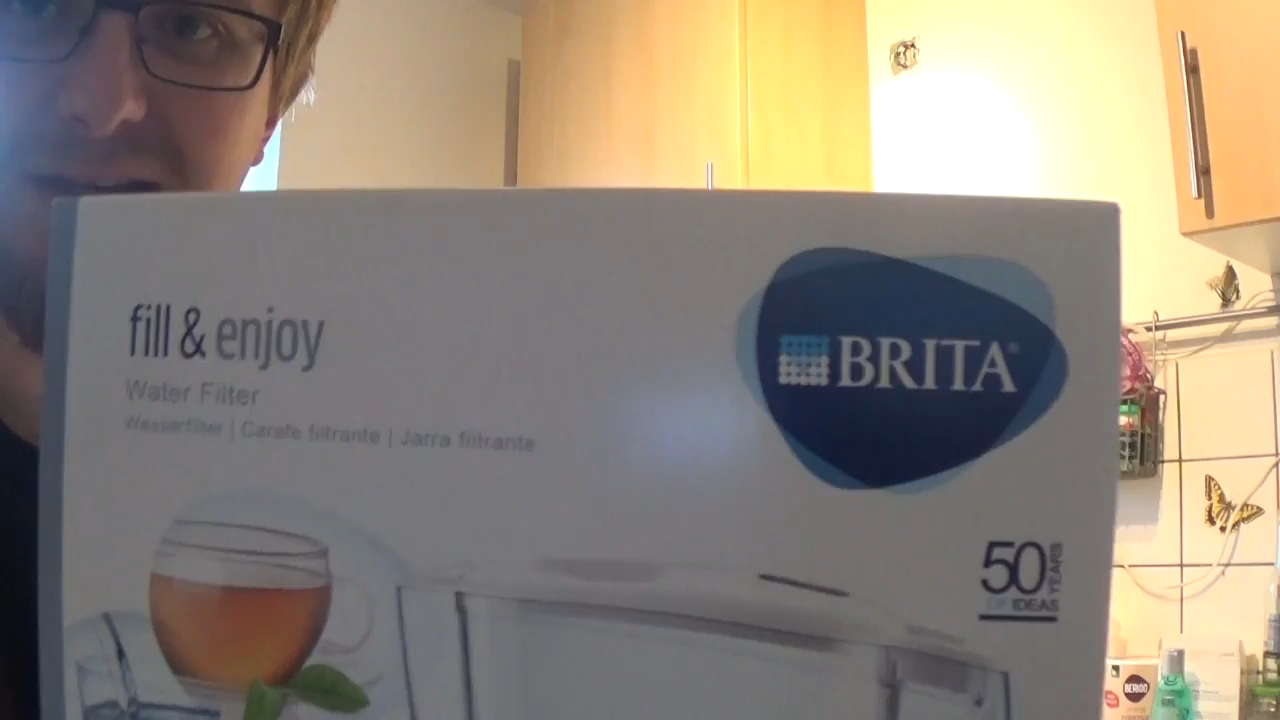 fill & enjoy
Water Filter
Wasserfilter | Carafe filtrante | Jarra filtrante
BRITA®
50 YEARS
OF IDEAS